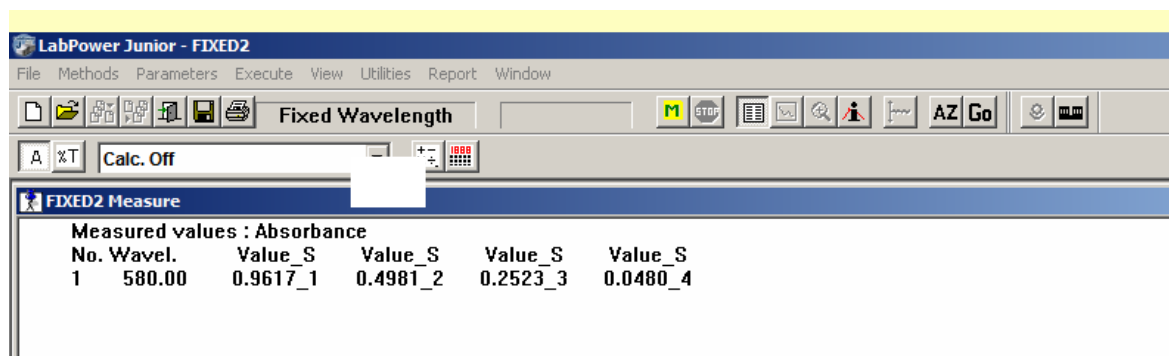 LabPower Junior - FIXED2
File Methods Parameters Execute View Utilities Report Window
Fixed Wavelength M STOP AZ Go
A %T Calc. Off
FIXED2 Measure
Measured values : Absorbance
No. Wavel. Value_S Value_S Value_S Value_S
1 580.00 0.9617_1 0.4981_2 0.2523_3 0.0480_4